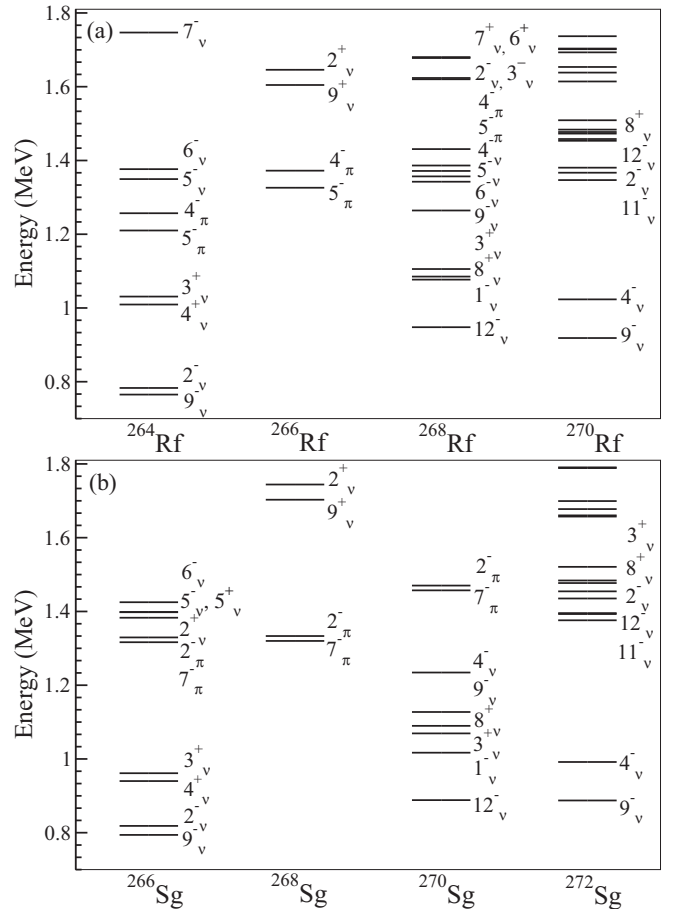 (a)
Energy (MeV)
1.8
1.6
1.4
1.2
1
0.8
7⁻ν
6⁻ν
5⁻ν
4⁻π
5⁻π
3⁺ν
4⁺ν
2⁻ν
9⁻ν
2⁺ν
9⁺ν
4⁻π
5⁻π
7⁺ν, 6⁺ν
2⁻ν, 3⁻ν
4⁻π
5⁻π
4⁻ν
5⁻ν
6⁻ν
9⁻ν
3⁺ν
8⁺ν
1⁻ν
12⁻ν
8⁺ν
12⁻ν
2⁻ν
11⁻ν
4⁻ν
9⁻ν
²⁶⁴Rf ²⁶⁶Rf ²⁶⁸Rf ²⁷⁰Rf
(b)
Energy (MeV)
1.8
1.6
1.4
1.2
1
0.8
6⁻ν
5⁻ν, 5⁺ν
2⁺ν
2⁻π
7⁻π
3⁺ν
4⁺ν
2⁻ν
9⁻ν
2⁺ν
9⁺ν
2⁻π
7⁻π
2⁻π
7⁻π
4⁻ν
9⁻ν
8⁺ν
3⁺ν
1⁻ν
12⁻ν
3⁺ν
8⁺ν
2⁻ν
12⁻ν
11⁻ν
4⁻ν
9⁻ν
²⁶⁶Sg ²⁶⁸Sg ²⁷⁰Sg ²⁷²Sg